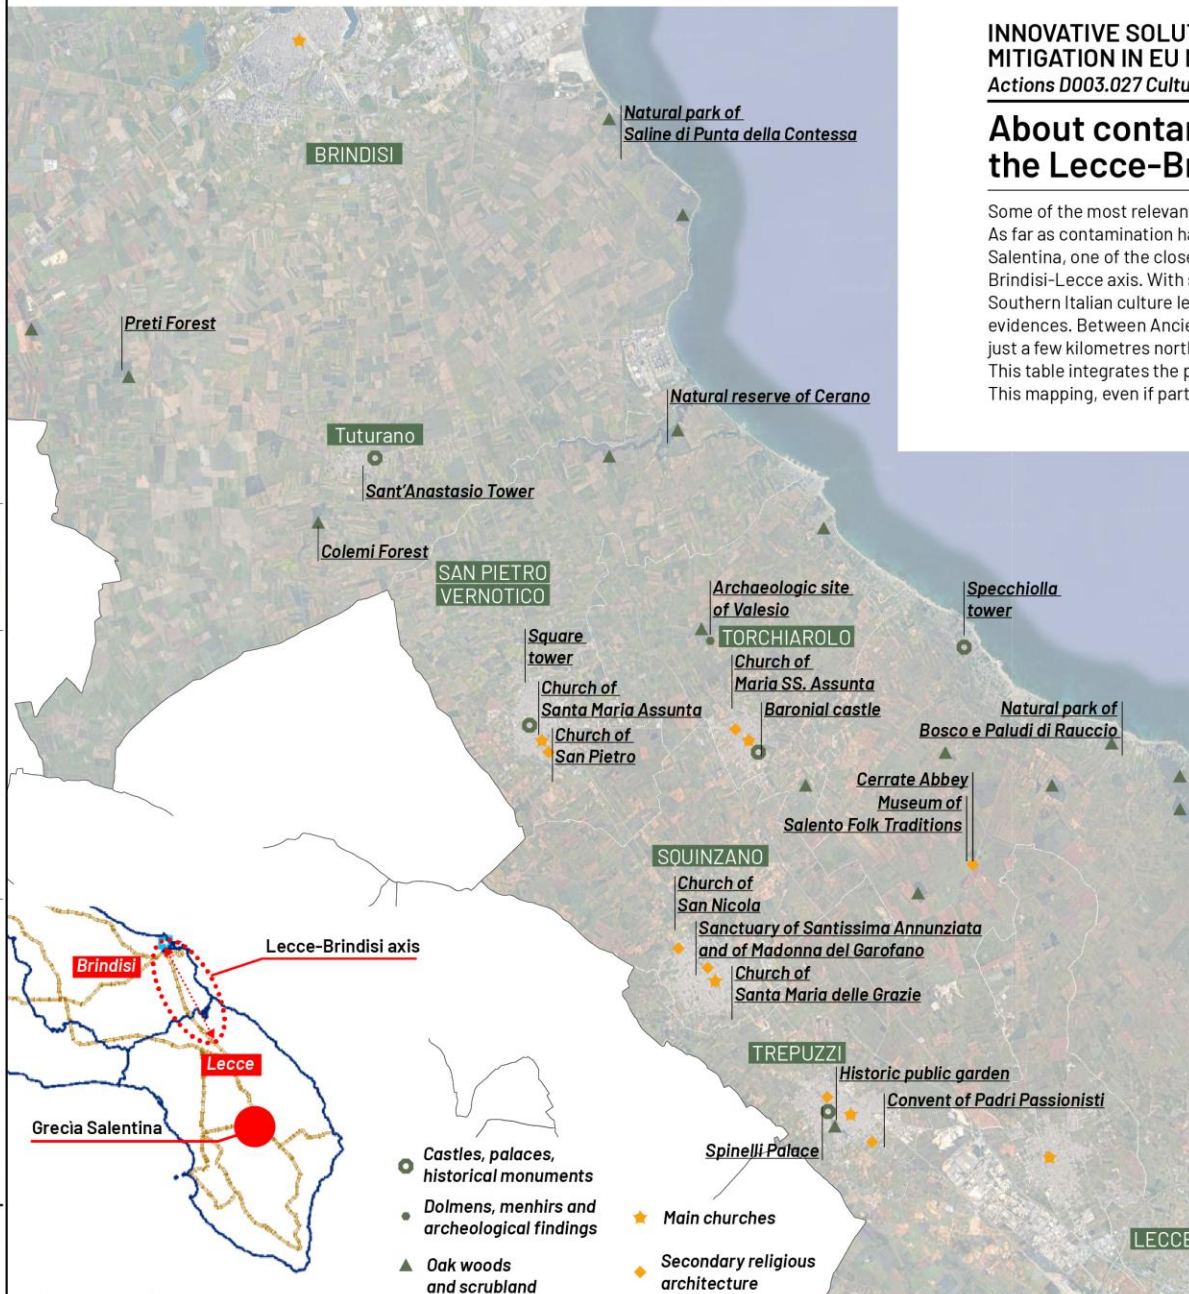 INNOVATIVE SOLUT
MITIGATION IN EU
Actions D003.027 Cultu
About contar
the Lecce-Br
Some of the most relevan
As far as contamination ha
Salentina, one of the close
Brindisi-Lecce axis. With
Southern Italian culture le
evidences. Between Ancie
just a few kilometres north
This table integrates the p
This mapping, even if part
BRINDISI
Natural park of
Saline di Punta della Contessa
Preti Forest
Natural reserve of Cerano
Tuturano
Sant'Anastasio Tower
Colemi Forest
SAN PIETRO
VERNOTICO
Archaeologic site
of Valesio
Specchiolla
tower
TORCHIAROLO
Square
tower
Church of
Maria SS. Assunta
Church of
Santa Maria Assunta
Baronial castle
Natural park of
Bosco e Paludi di Rauccio
Church of
San Pietro
Cerrate Abbey
Museum of
Salento Folk Traditions
SQUINZANO
Church of
San Nicola
Sanctuary of Santissima Annunziata
and of Madonna del Garofano
Church of
Santa Maria delle Grazie
TREPUZZI
Historic public garden
Convent of Padri Passionisti
Spinelli Palace
LECCE
Lecce-Brindisi axis
Brindisi
Lecce
Grecia Salentina
Castles, palaces,
historical monuments
Dolmens, menhirs and
archeological findings
Oak woods
and scrubland
Main churches
Secondary religious
architecture